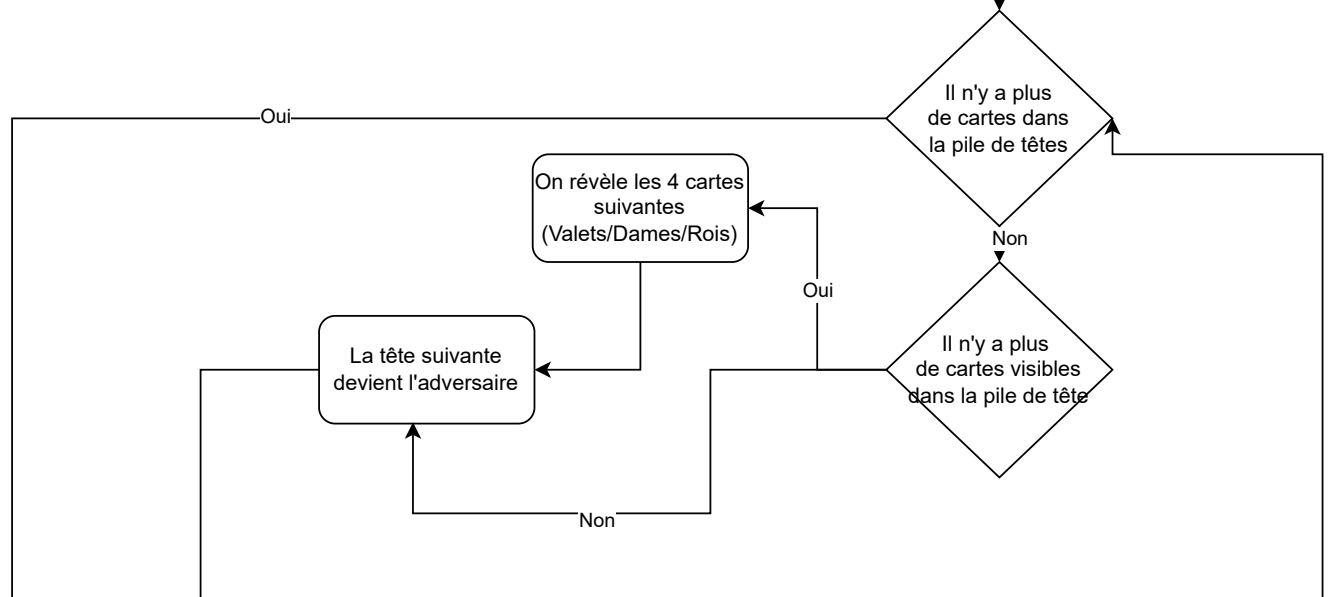 Il n'y a plus
de cartes dans
la pile de têtes
Oui
On révèle les 4 cartes
suivantes
(Valets/Dames/Rois)
Non
Oui
Il n'y a plus
de cartes visibles
dans la pile de tête
La tête suivante
devient l'adversaire
Non